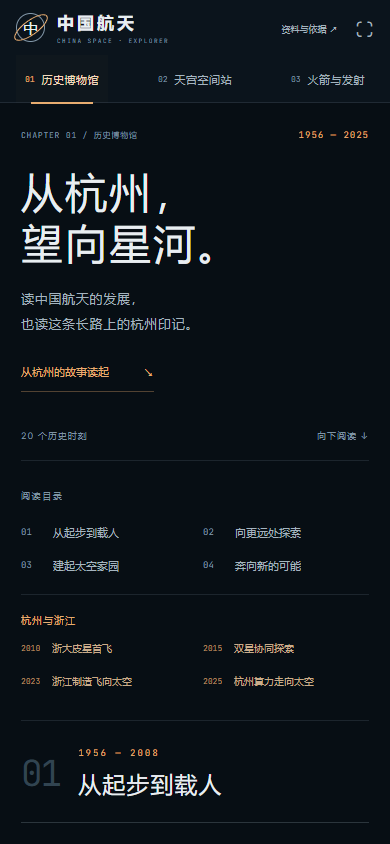 中
中国航天
CHINA SPACE · EXPLORER
资料与依据 ↗
01 历史博物馆
02 天宫空间站
03 火箭与发射
CHAPTER 01 / 历史博物馆
1956 — 2025
从杭州，
望向星河。
读中国航天的发展，
也读这条长路上的杭州印记。
从杭州的故事读起 ↘
20 个历史时刻
向下阅读 ↓
阅读目录
01 从起步到载人
02 向更远处探索
03 建起太空家园
04 奔向新的可能
杭州与浙江
2010 浙大皮星首飞
2015 双星协同探索
2023 浙江制造飞向太空
2025 杭州算力走向太空
01
1956 — 2008
从起步到载人